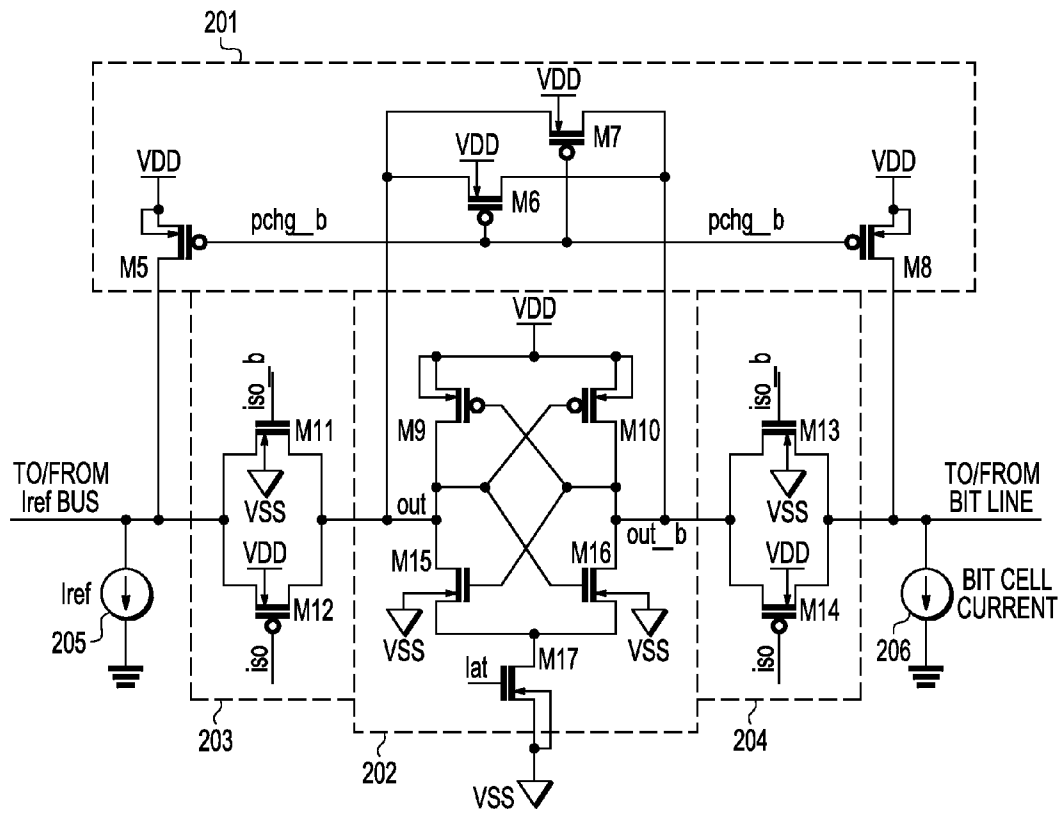 201
VDD
M7
VDD
VDD
VDD
M6
pchg_b
pchg_b
M5
M8
VDD
iso_b
iso_b
M9
M10
M11
M13
TO/FROM
Iref BUS
VSS
out
out_b
VSS
TO/FROM
BIT LINE
VDD
M15
M16
VDD
Iref
205
M12
VSS
VSS
M14
BIT CELL
CURRENT
206
iso
lat
M17
iso
203
202
204
VSS